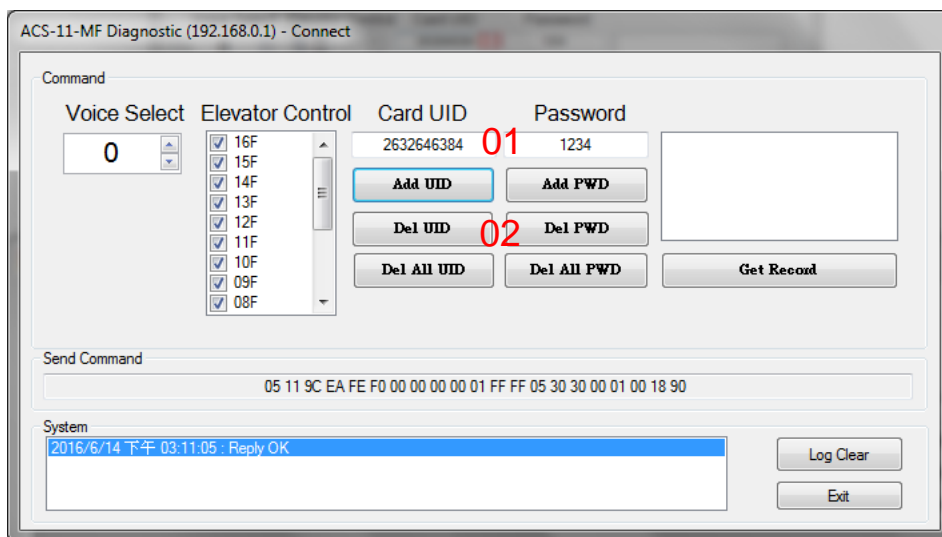 ACS-11-MF Diagnostic (192.168.0.1) - Connect
Command
Voice Select Elevator Control Card UID Password
0
16F
15F
14F
13F
12F
11F
10F
09F
08F
2632646384 01 1234
Add UID Add PWD
Del UID 02 Del PWD
Del All UID Del All PWD Get Record
Send Command
05 11 9C EA FE F0 00 00 00 00 01 FF FF 05 30 30 00 01 00 18 90
System
2016/6/14 下午 03:11:05 : Reply OK
Log Clear
Exit